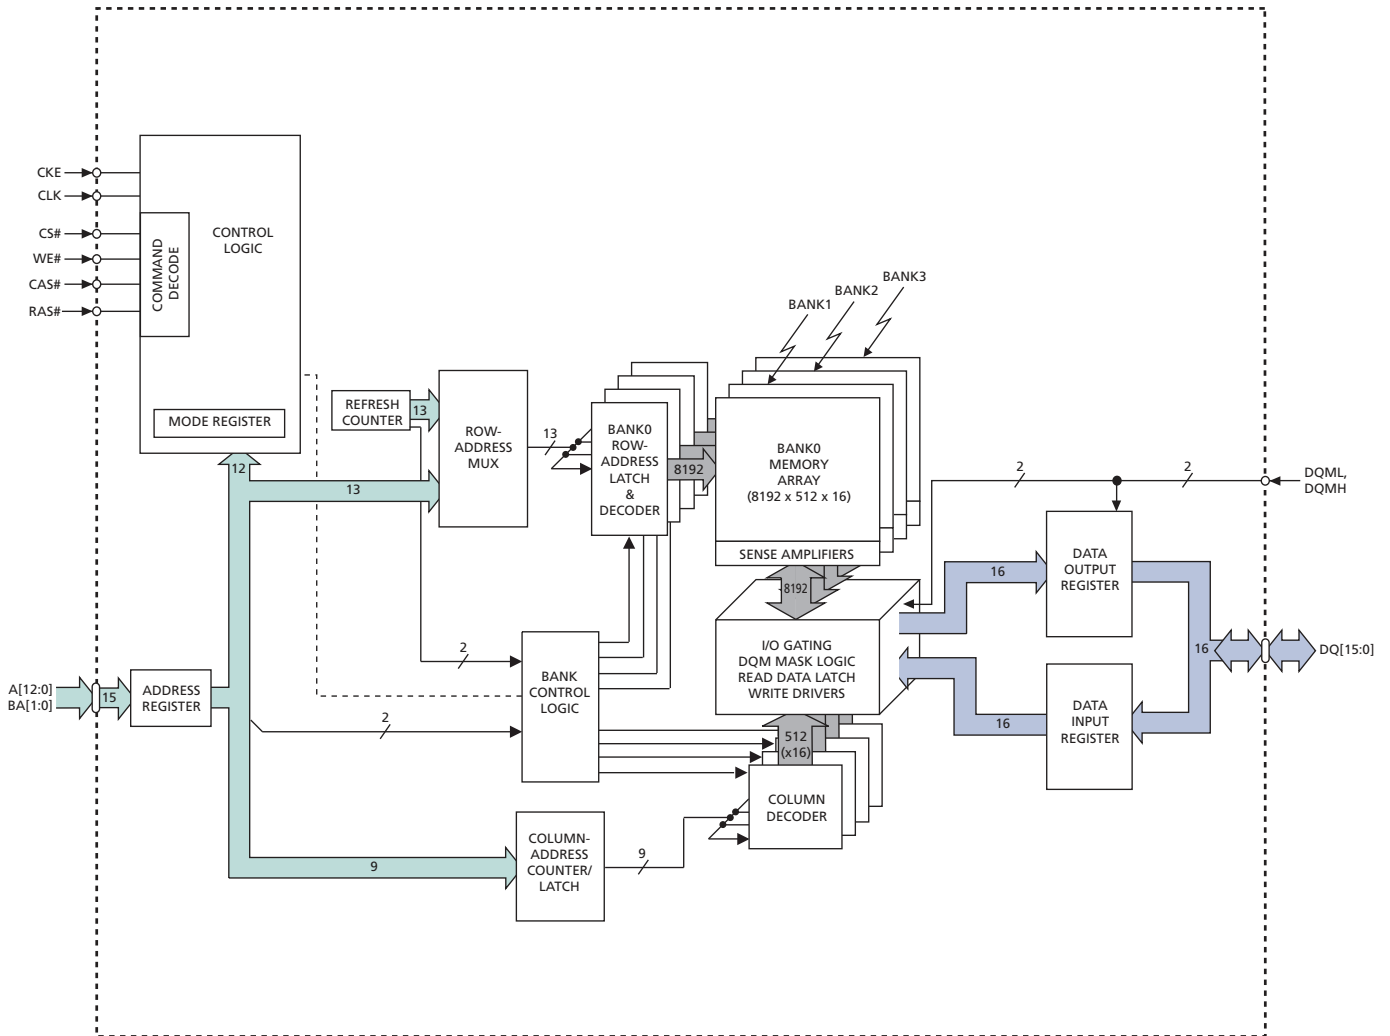 CKE
CLK
CS#
WE#
CAS#
RAS#
COMMAND
DECODE
CONTROL
LOGIC
MODE REGISTER
12
REFRESH
COUNTER
13
13
ROW-
ADDRESS
MUX
13
BANK0
ROW-
ADDRESS
LATCH
&
DECODER
8192
BANK1
BANK2
BANK3
BANK0
MEMORY
ARRAY
(8192 x 512 x 16)
SENSE AMPLIFIERS
8192
I/O GATING
DQM MASK LOGIC
READ DATA LATCH
WRITE DRIVERS
2
2
DQML,
DQMH
16
DATA
OUTPUT
REGISTER
16
DQ[15:0]
16
DATA
INPUT
REGISTER
A[12:0]
BA[1:0]
15
ADDRESS
REGISTER
2
2
BANK
CONTROL
LOGIC
512
(x16)
COLUMN
DECODER
9
COLUMN-
ADDRESS
COUNTER/
LATCH
9